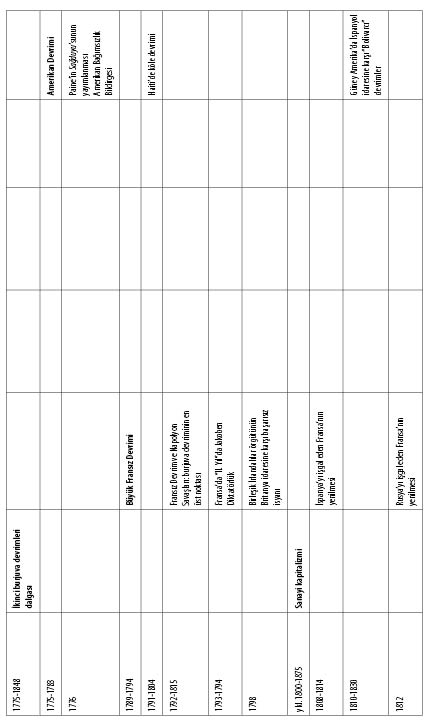 1775-1848
İkinci burjuva devrimleri
dalgası
1775-1783
Amerikan Devrimi
1776
Paine'in Sağduyu'sunun
yayımlanması
Amerikan Bağımsızlık
Bildirgesi
1789-1794
Büyük Fransız Devrimi
1791-1804
Haiti'de köle devrimi
1792-1815
Fransız Devrim ve Napolyon
Savaşları: burjuva devriminin en
üst noktası
1793-1794
Fransa'da "II. Yıl"da Jakoben
Diktatörlük
1798
Birleşik İrlandalılar örgütünün
Britanya idaresine karşı başarısız
isyanı
ykl. 1800-1875
Sanayi kapitalizmi
1808-1814
İspanya'yı işgal eden Fransa'nın
yenilmesi
1810-1830
Güney Amerika'da İspanyol
idaresine karşı "Bolivarcı"
devrimler
1812
Rusya'yı işgal eden Fransa'nın
yenilmesi